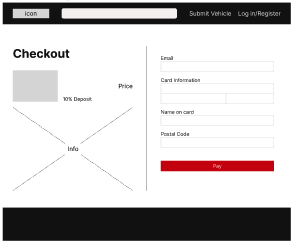 icon
Submit Vehicle
Log in/Register
Checkout
Price
10% Deposit
Info
Email
Card information
Name on card
Postal Code
Pay